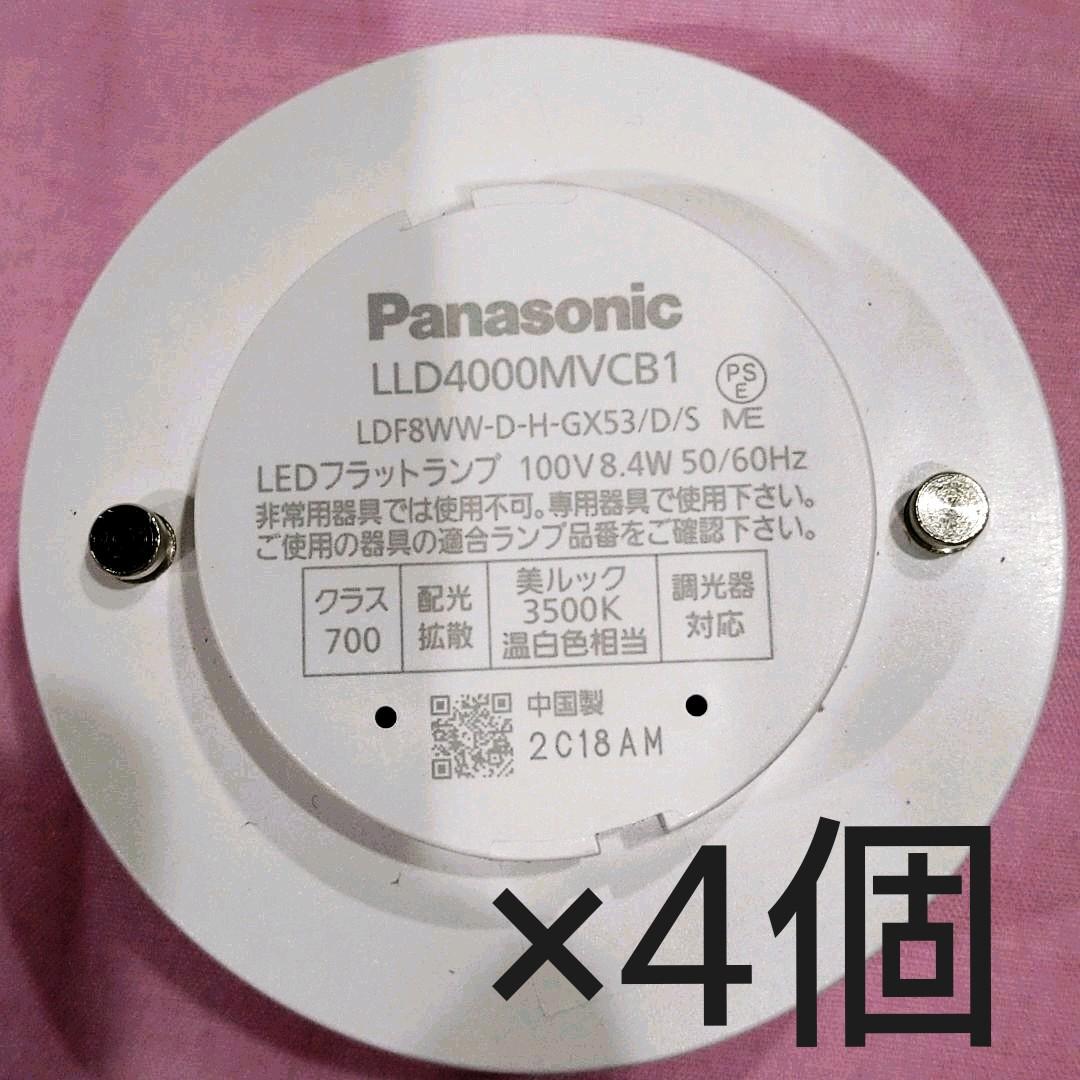 Panasonic
LLD4000MVCB1
PS
E
LDF8WW-D-H-GX53/D/S
ME
LEDフラットランプ 100V 8.4W 50/60Hz
非常用器具では使用不可。専用器具で使用下さい。
ご使用の器具の適合ランプ品番をご確認下さい。
クラス
700
配光
拡散
美ルック
3500K
温白色相当
調光器
対応
中国製
2C18AM
×4個